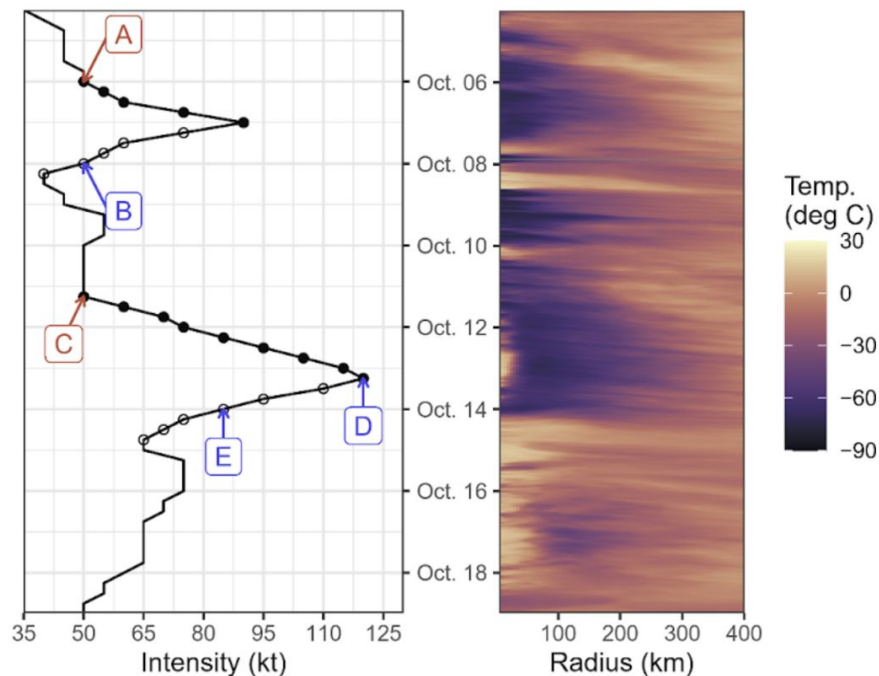 A
B
C
D
E
Oct. 06
Oct. 08
Oct. 10
Oct. 12
Oct. 14
Oct. 16
Oct. 18
35 50 65 80 95 110 125
Intensity (kt)
100 200 300 400
Radius (km)
Temp.
(deg C)
30
0
−30
−60
−90